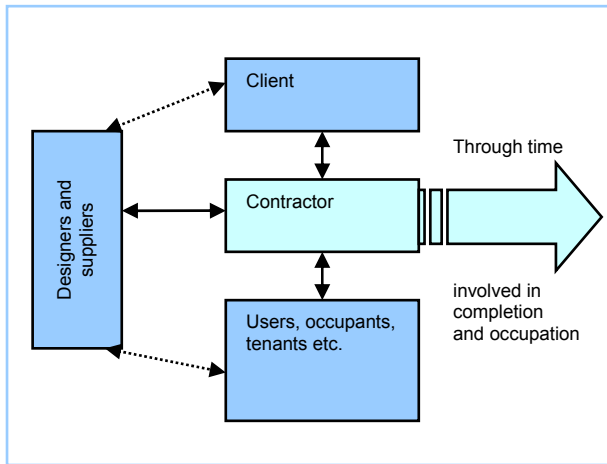 Client
Through time
Designers and
suppliers
Contractor
involved in
completion
and occupation
Users, occupants,
tenants etc.